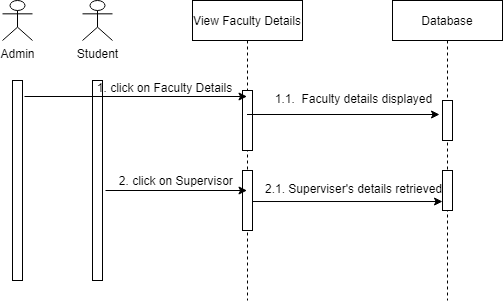 View Faculty Details
Database
Admin
Student
1. click on Faculty Details
1.1. Faculty details displayed
2. click on Supervisor
2.1. Superviser's details retrieved